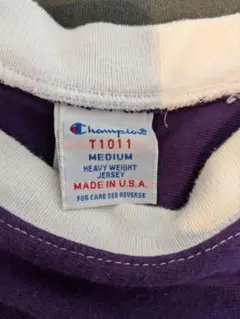 Champion
T1011
MEDIUM
HEAVY WEIGHT
JERSEY
MADE IN U.S.A.
FOR CARE SEE REVERSE